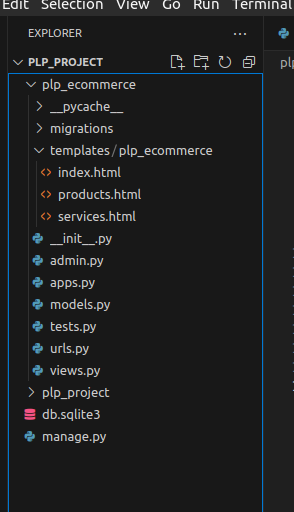 Edit Selection View Go Run Terminal
EXPLORER ...
PLP_PROJECT
plp_ecommerce
__pycache__
migrations
templates/plp_ecommerce
<> index.html
<> products.html
<> services.html
__init__.py
admin.py
apps.py
models.py
tests.py
urls.py
views.py
plp_project
db.sqlite3
manage.py